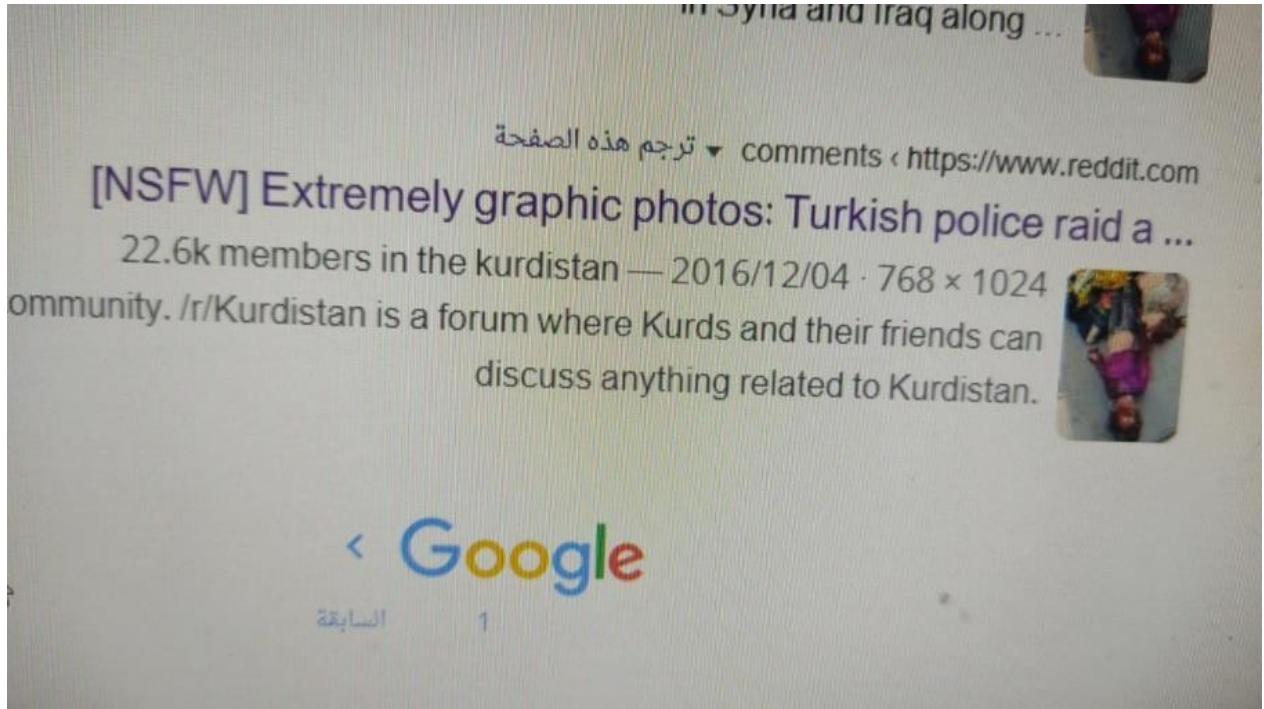 in Syria and Iraq along ...
https://www.reddit.com › comments ▾ ترجم هذه الصفحة
[NSFW] Extremely graphic photos: Turkish police raid a ...
22.6k members in the kurdistan — 2016/12/04 · 768 × 1024
ommunity. /r/Kurdistan is a forum where Kurds and their friends can
discuss anything related to Kurdistan.
Google
السابقة
1